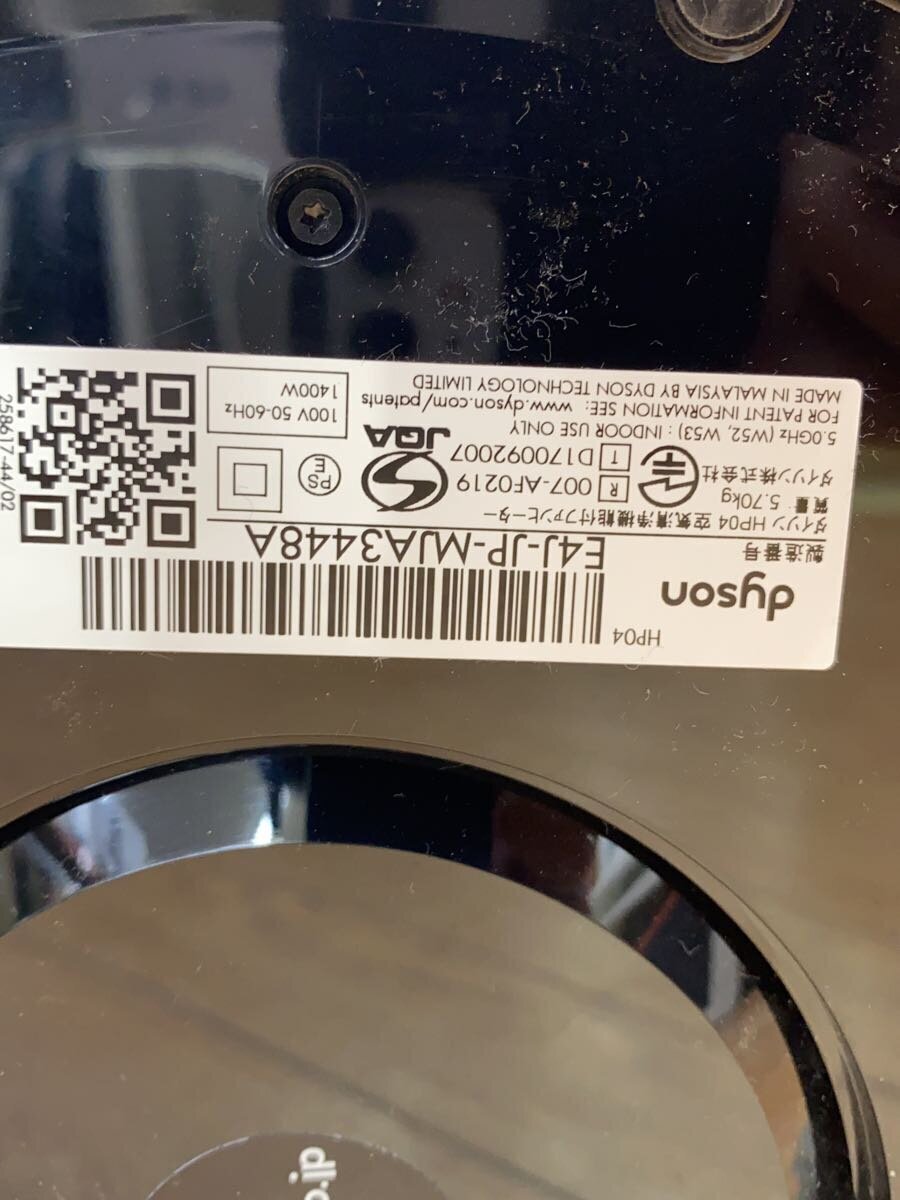 dyson
HP04
製造番号
E4J-JP-MJA3448A
ダイソン HP04 空気清浄機能付ファンヒーター
質量 5.70kg
ダイソン株式会社
R 007-AF0219
T D170092007
JQA
PS
E
5.0GHz (W52, W53) : INDOOR USE ONLY
FOR PATENT INFORMATION SEE: www.dyson.com/patents
MADE IN MALAYSIA BY DYSON TECHNOLOGY LIMITED
100V 50-60Hz
1400W
258617-44/02
.jp